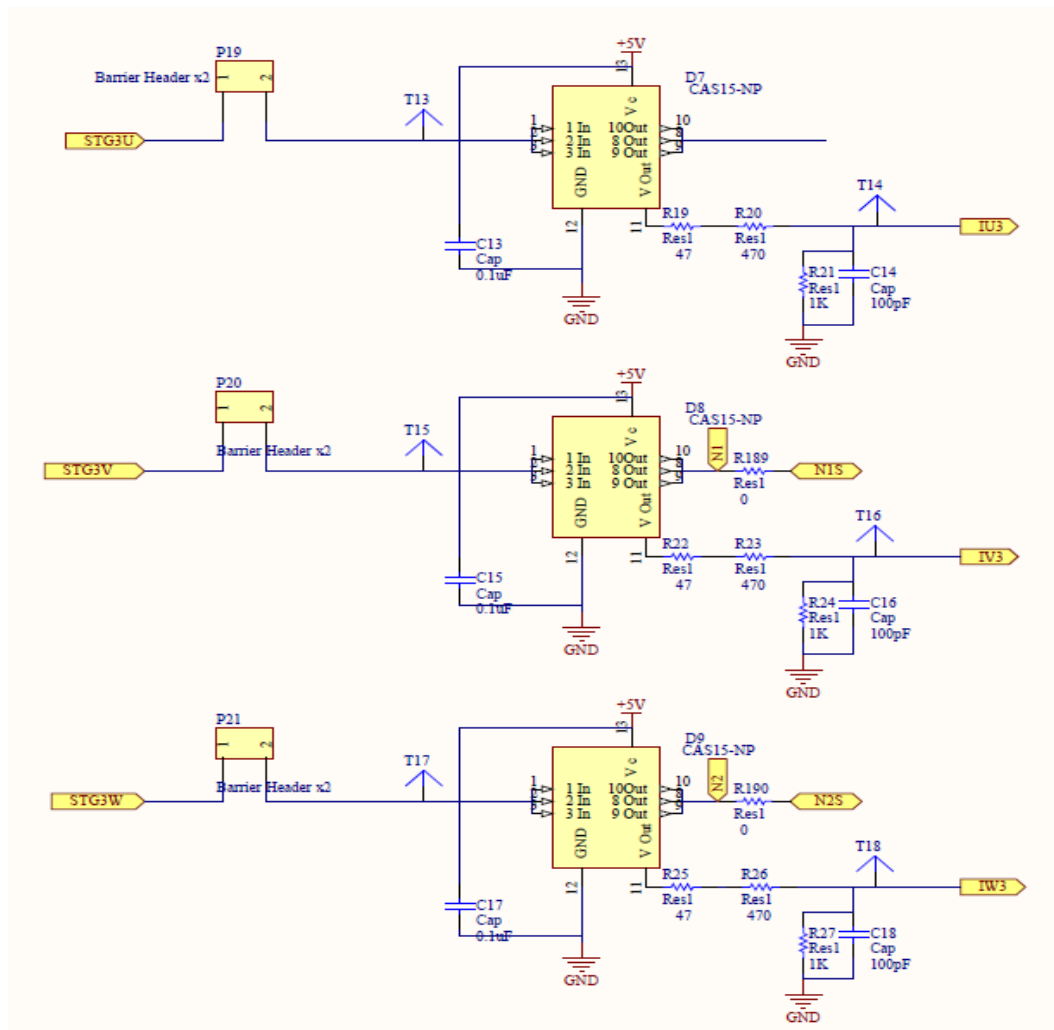 P19
Barrier Header x2
1
2
STG3U
T13
+5V
13
D7
CAS15-NP
Vc
1
2
3
1 In
2 In
3 In
10Out
8 Out
9 Out
10
8
9
GND
V Out
12
11
C13
Cap
0.1uF
GND
R19
Res1
47
R20
Res1
470
T14
IU3
R21
Res1
1K
C14
Cap
100pF
GND
P20
1
2
Barrier Header x2
STG3V
T15
+5V
13
D8
CAS15-NP
Vc
1
2
3
1 In
2 In
3 In
10Out
8 Out
9 Out
10
8
9
GND
V Out
12
11
N1
R189
Res1
0
N1S
C15
Cap
0.1uF
GND
R22
Res1
47
R23
Res1
470
T16
IV3
R24
Res1
1K
C16
Cap
100pF
GND
P21
1
2
Barrier Header x2
STG3W
T17
+5V
13
D9
CAS15-NP
Vc
1
2
3
1 In
2 In
3 In
10Out
8 Out
9 Out
10
8
9
GND
V Out
12
11
N2
R190
Res1
0
N2S
C17
Cap
0.1uF
GND
R25
Res1
47
R26
Res1
470
T18
IW3
R27
Res1
1K
C18
Cap
100pF
GND